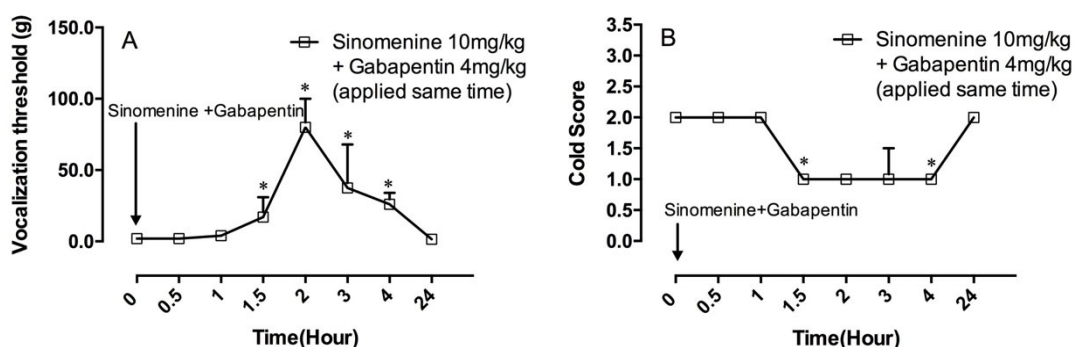 A
Sinomenine 10mg/kg
+ Gabapentin 4mg/kg
(applied same time)
Vocalization threshold (g)
150.0
100.0
50.0
0.0
Sinomenine +Gabapentin
*
*
*
*
0
0.5
1
1.5
2
3
4
24
Time(Hour)
B
Sinomenine 10mg/kg
+ Gabapentin 4mg/kg
(applied same time)
Cold Score
3.5
3.0
2.5
2.0
1.5
1.0
0.5
0.0
Sinomenine+Gabapentin
*
*
0
0.5
1
1.5
2
3
4
24
Time(Hour)